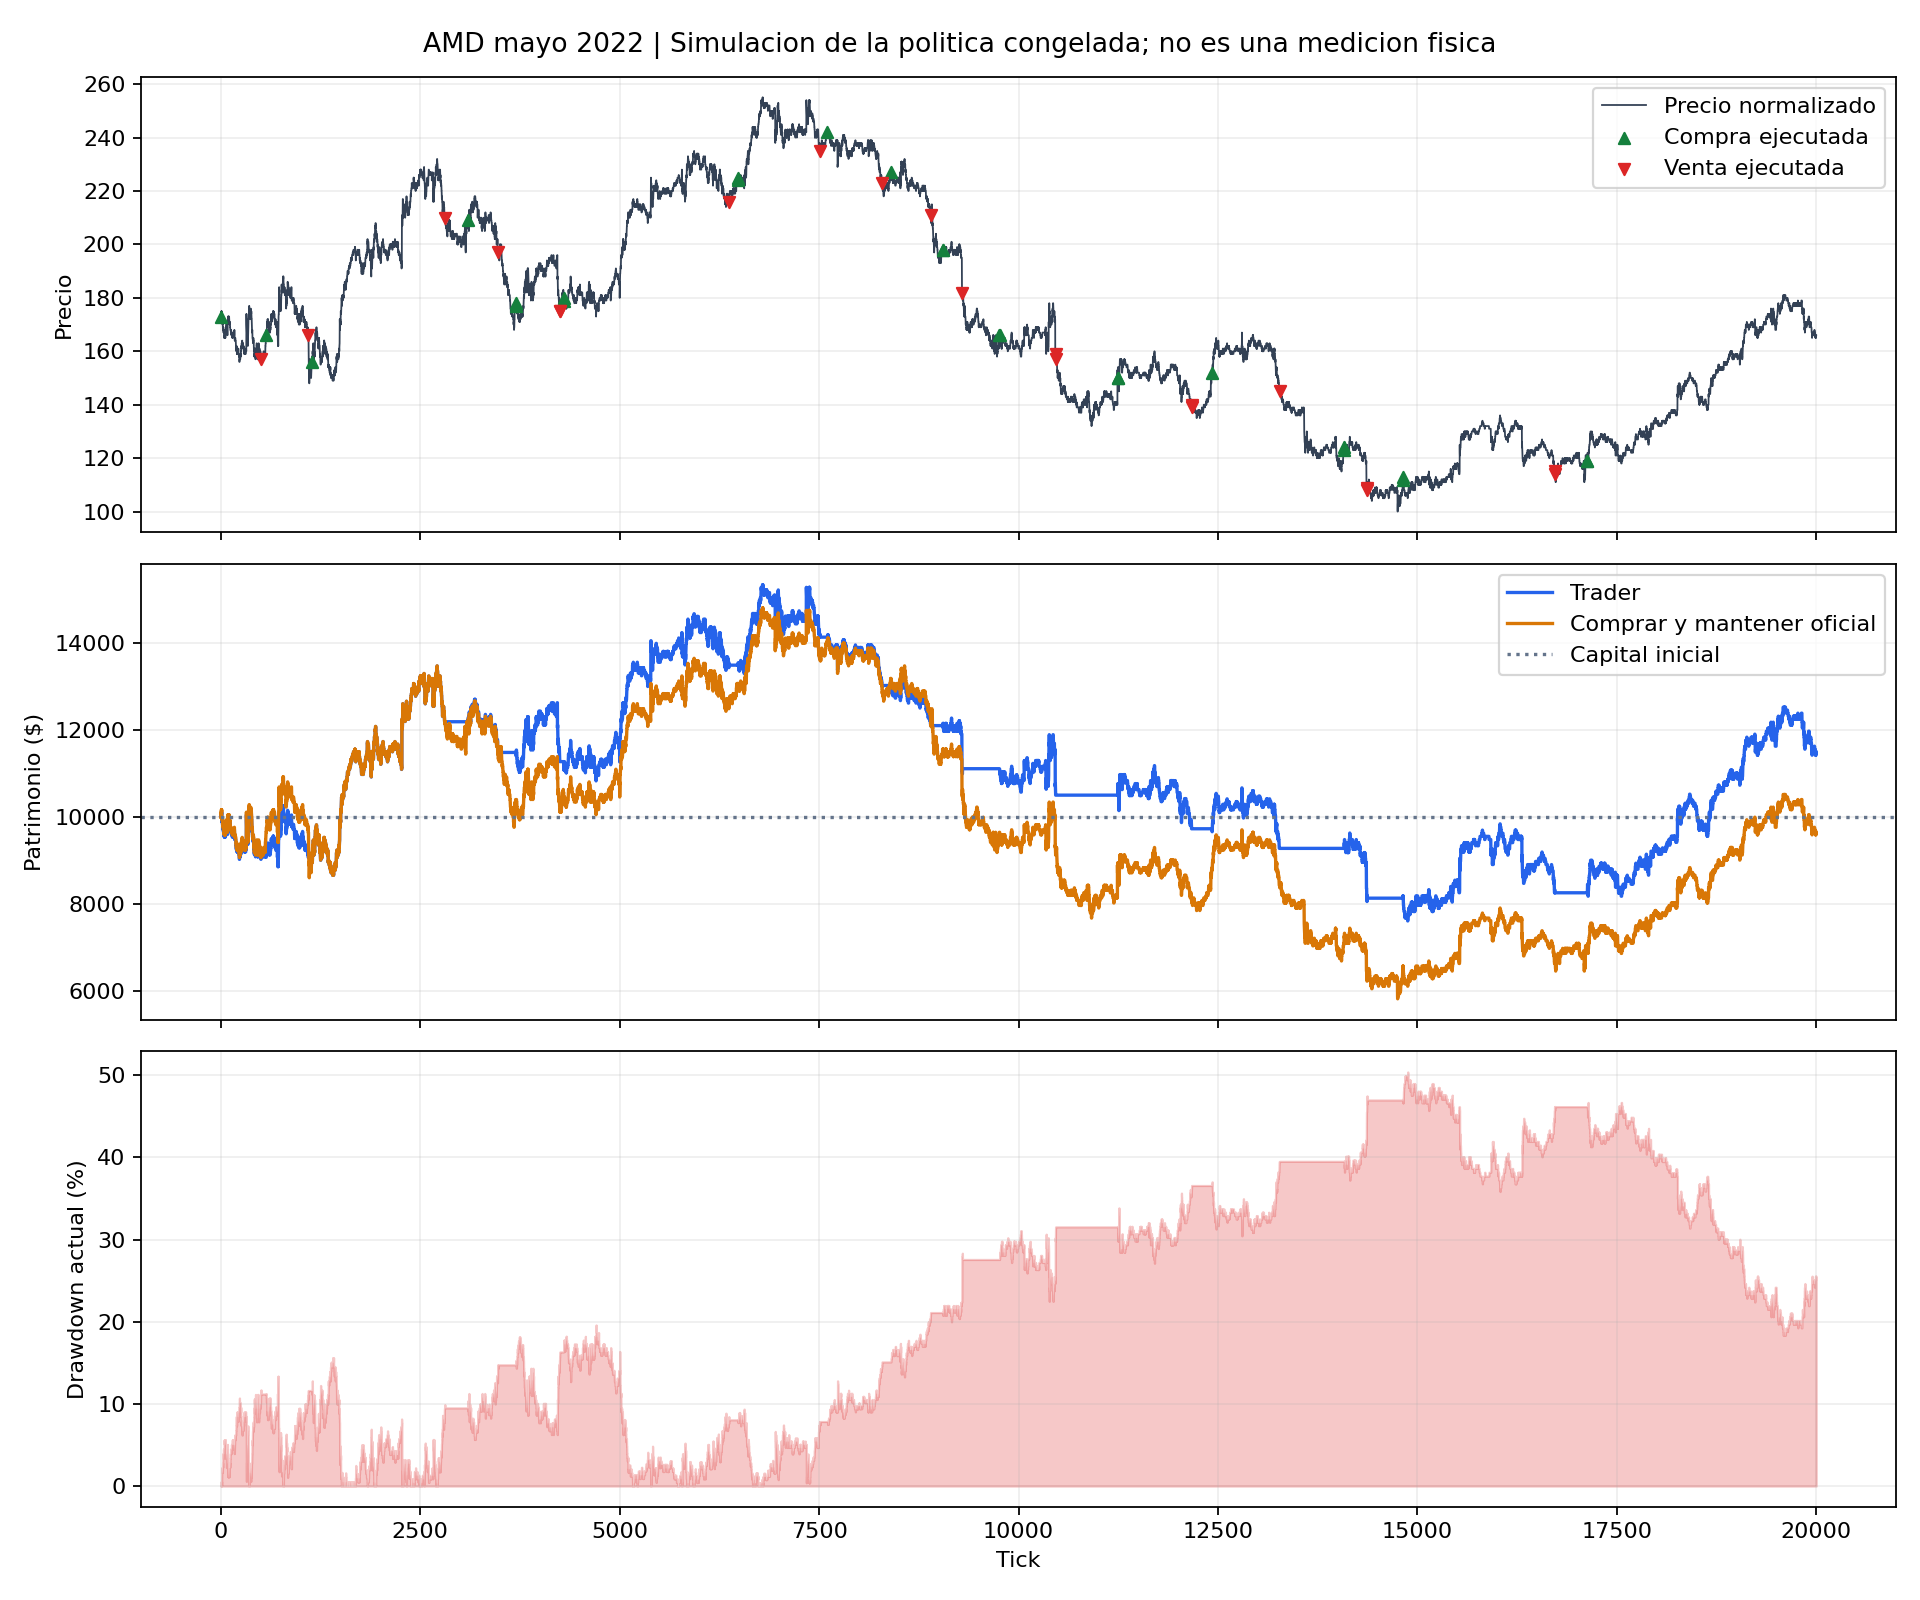 AMD mayo 2022 | Simulacion de la politica congelada; no es una medicion fisica
Precio
260
240
220
200
180
160
140
120
100
Precio normalizado
Compra ejecutada
Venta ejecutada
Patrimonio ($)
14000
12000
10000
8000
6000
Trader
Comprar y mantener oficial
Capital inicial
Drawdown actual (%)
50
40
30
20
10
0
0 2500 5000 7500 10000 12500 15000 17500 20000
Tick